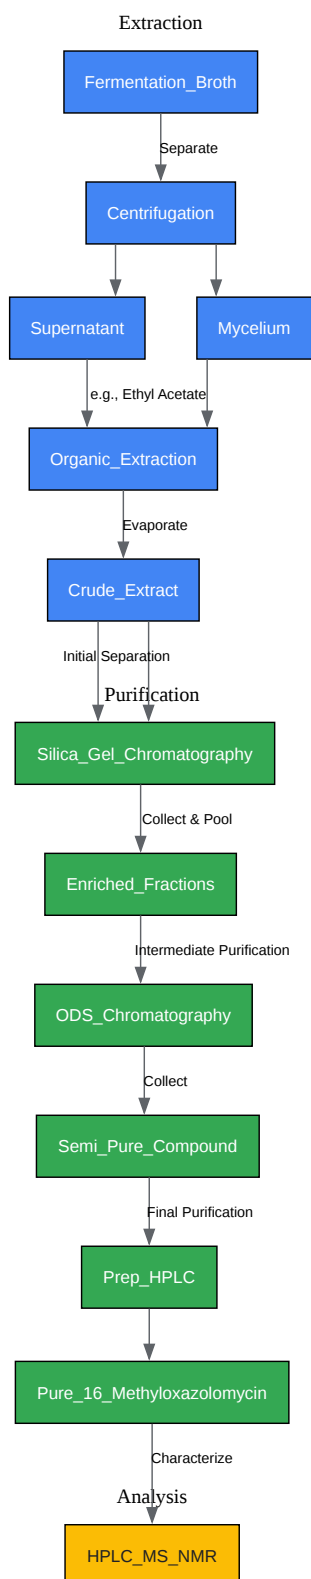 Extraction
Fermentation_Broth
Separate
Centrifugation
Supernatant
Mycelium
e.g., Ethyl Acetate
Organic_Extraction
Evaporate
Crude_Extract
Initial Separation
Purification
Silica_Gel_Chromatography
Collect & Pool
Enriched_Fractions
Intermediate Purification
ODS_Chromatography
Collect
Semi_Pure_Compound
Final Purification
Prep_HPLC
Pure_16_Methyloxazolomycin
Characterize
Analysis
HPLC_MS_NMR